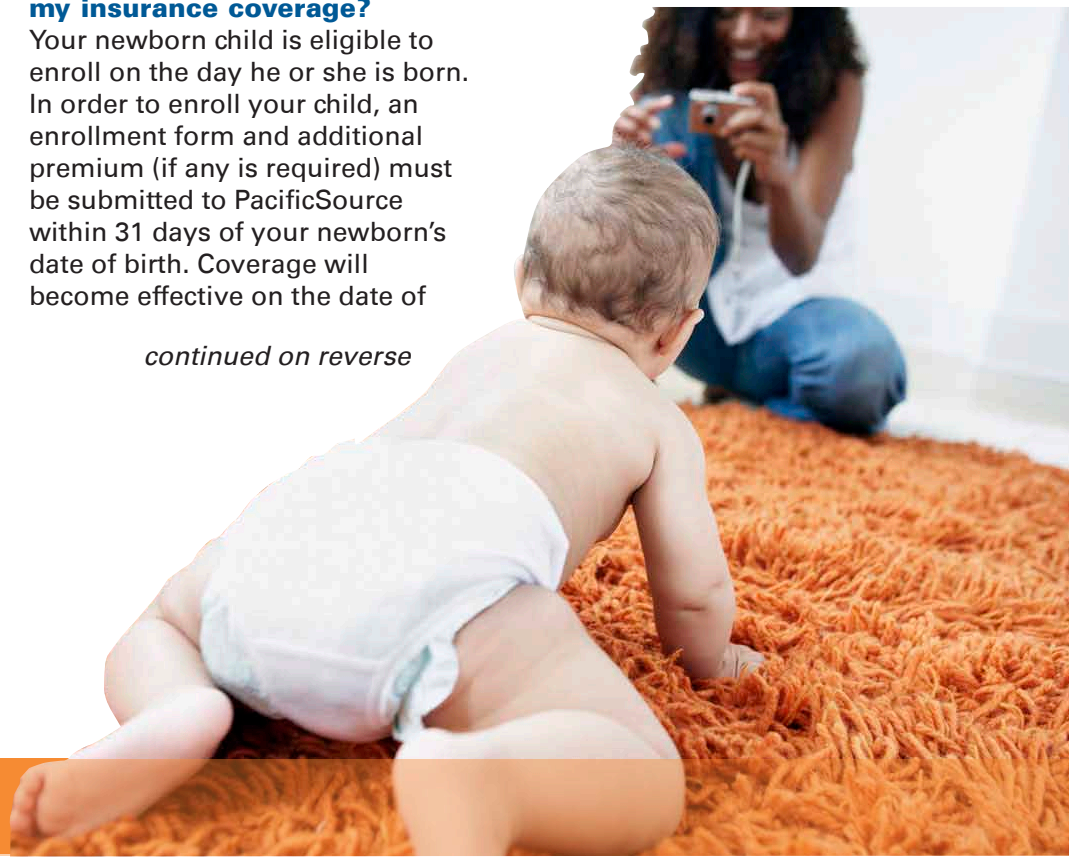 my insurance coverage?
Your newborn child is eligible to
enroll on the day he or she is born.
In order to enroll your child, an
enrollment form and additional
premium (if any is required) must
be submitted to PacificSource
within 31 days of your newborn's
date of birth. Coverage will
become effective on the date of
continued on reverse